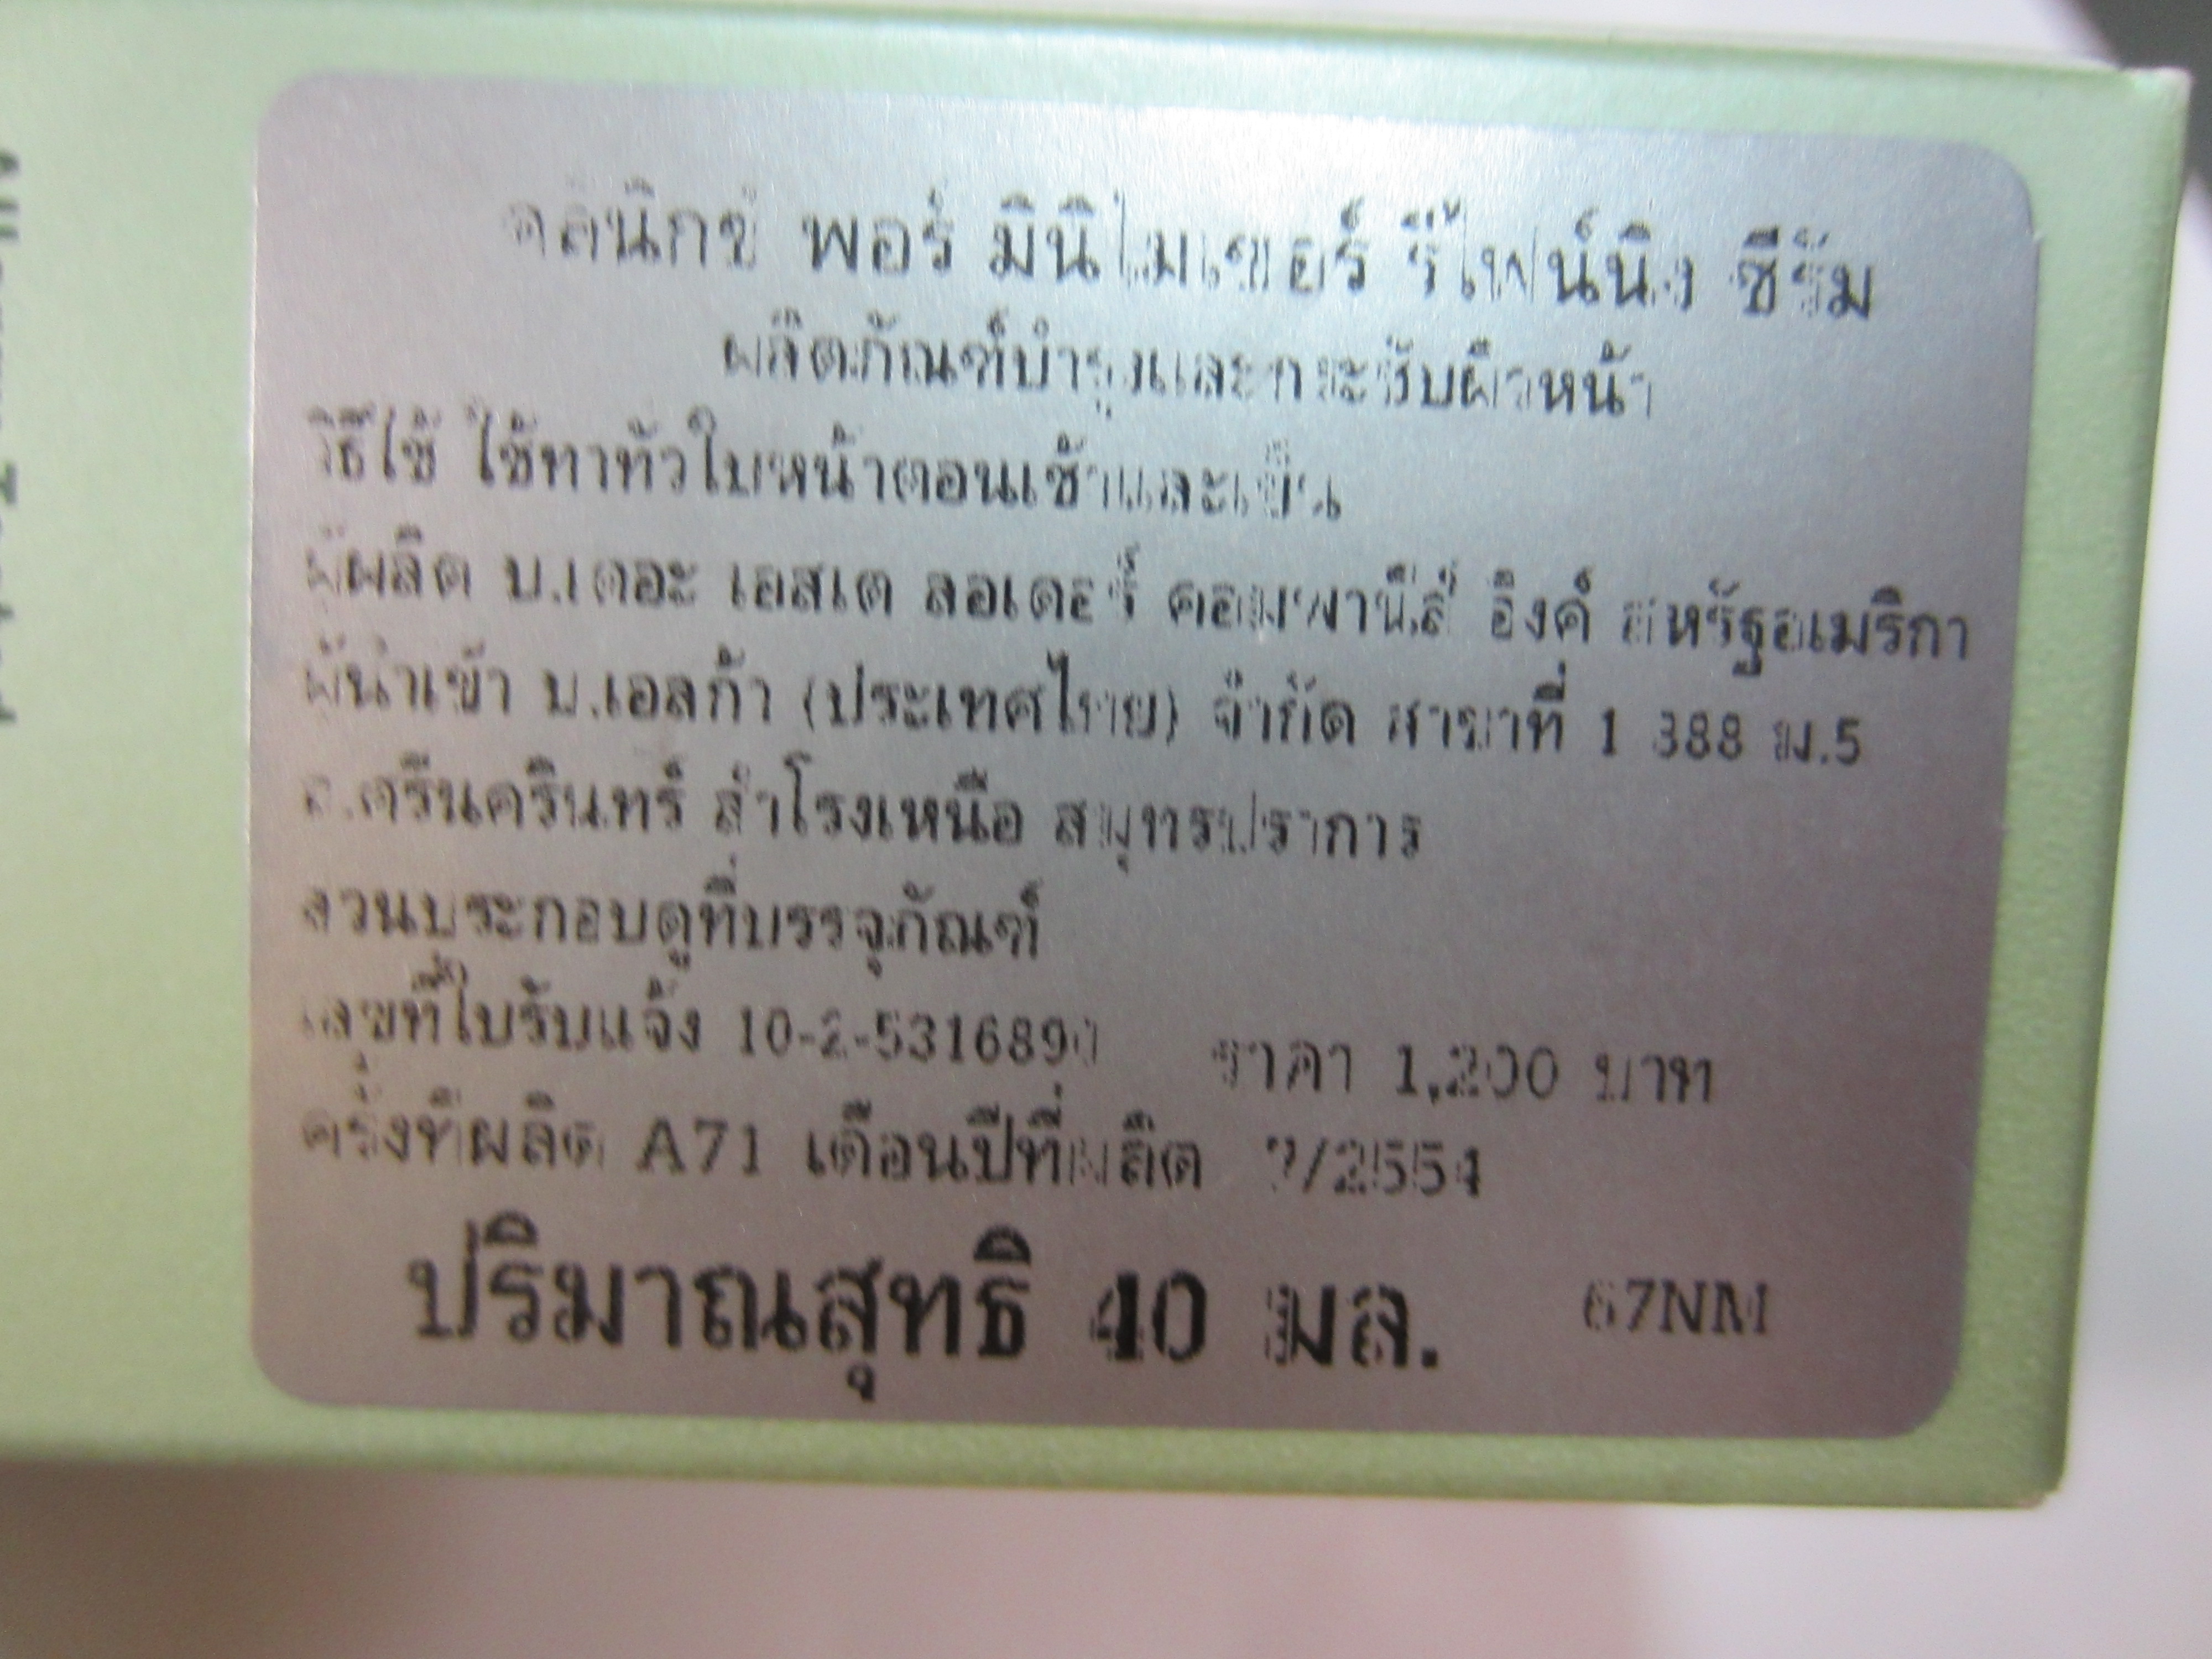 คลีนิกข์ พอร์ มินิไมเซอร์ รีไฟน์นิง ซีรัม
ผลิตภัณฑ์บำรุงและกระชับผิวหน้า
วิธีใช้ ใช้ทาทั่วใบหน้าตอนเช้าและเย็น
ผู้ผลิต บ.เดอะ เอสเต ลอเดอร์ คอมพานีส์ อิงค์ สหรัฐอเมริกา
ผู้นำเข้า บ.เอลก้า (ประเทศไทย) จำกัด สาขาที่ 1 388 ม.5
ถ.ศรีนครินทร์ สำโรงเหนือ สมุทรปราการ
ส่วนประกอบดูที่บรรจุภัณฑ์
เลขที่ใบรับแจ้ง 10-2-5316890 ราคา 1,200 บาท
ครั้งที่ผลิต A71 เดือนปีที่ผลิต 7/2554
ปริมาณสุทธิ 40 มล. 67NM